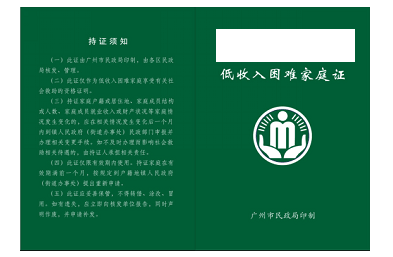 持证须知
（一）此证由广州市民政局印制，由各区民政
局核发、管理。
（二）此证仅作为低收入困难家庭享受有关社
会救助的资格证明。
（三）持证家庭户籍或居住地、家庭成员结构
或人数、家庭成员就业收入或财产状况等家庭情
况发生变化的，应在相关情况发生变化后一个月
内到镇人民政府（街道办事处）民政部门申报并
办理相关变更手续。如不及时办理而影响社会救
助相关待遇的，由持证人承担相关责任。
（四）此证仅限有效期内使用。持证家庭在有
效期满前一个月，按规定到户籍地镇人民政府
（街道办事处）提出重新申请。
（五）此证应妥善保管，不得转借、涂改、冒
用。如有遗失，应立即向核发单位报告，同时声
明作废，并申请补发。
低收入困难家庭证
广州市民政局印制